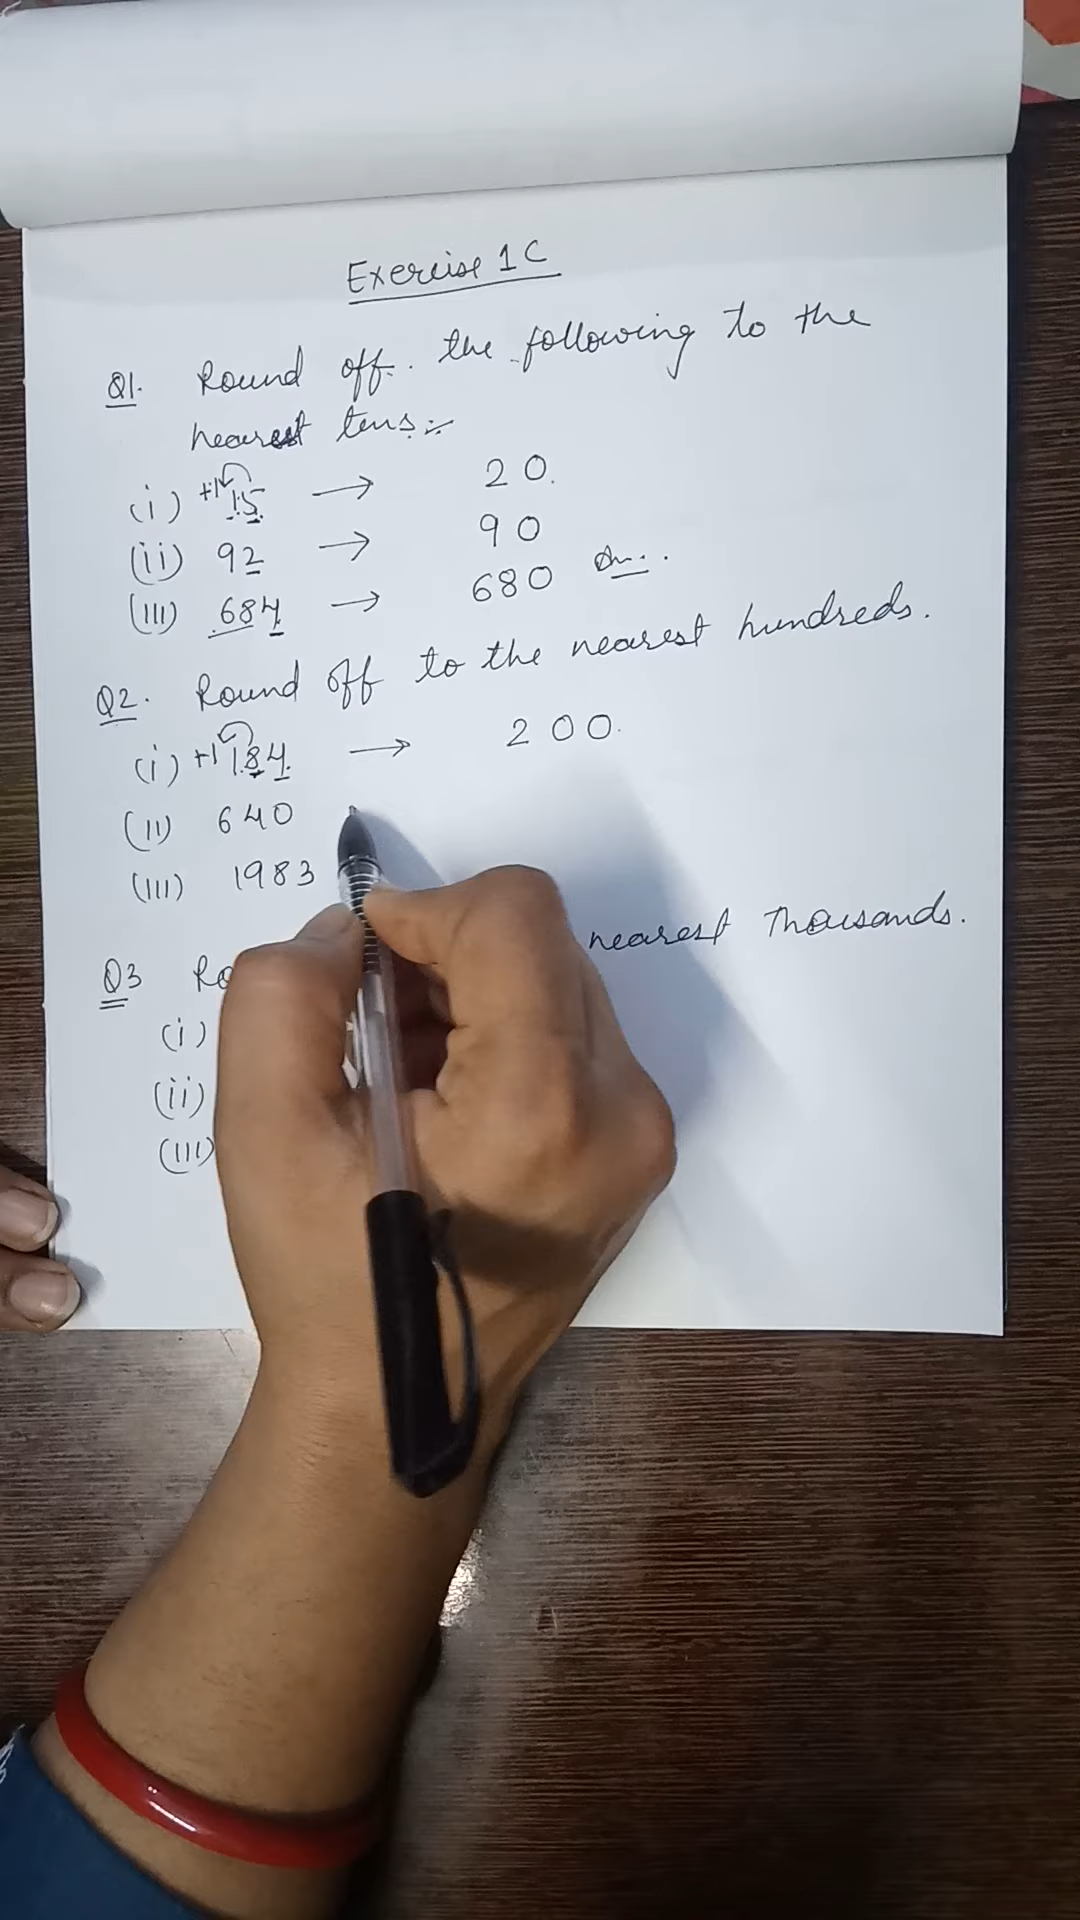 Exercise 1C
Q1. Round off. the following to the
nearest tens :-
(i) +1 15 → 20.
(ii) 92 → 90
(iii) 684 → 680 Ans.
Q2. Round off to the nearest hundreds.
(i) +1 184 → 200.
(ii) 640
(iii) 1983
Q3 Ro nearest Thousands.
(i)
(ii)
(iii)